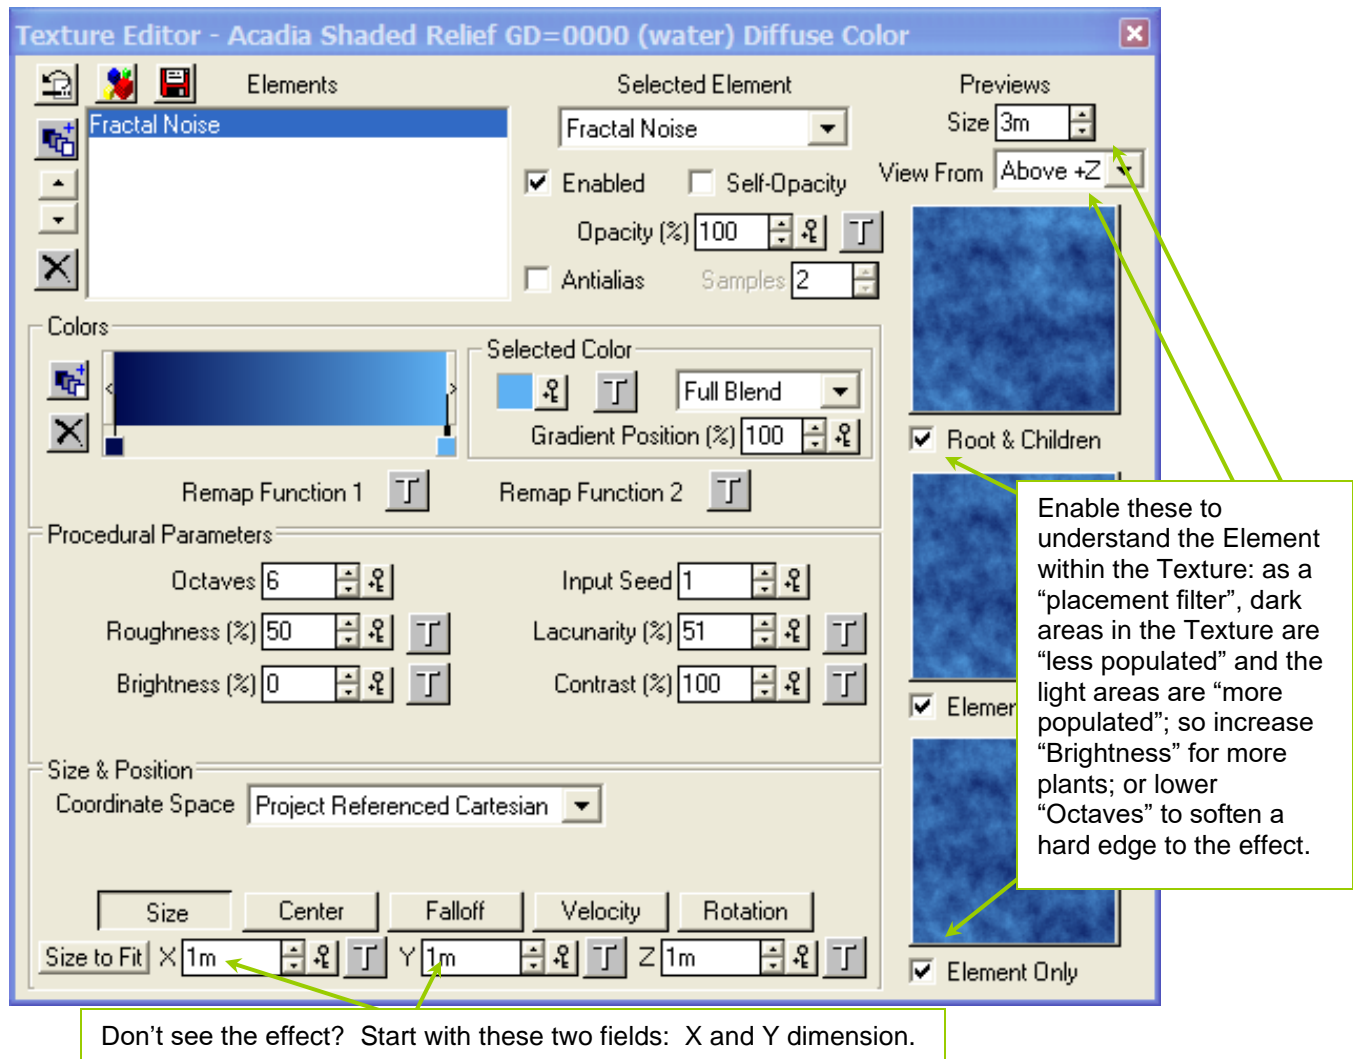 Texture Editor - Acadia Shaded Relief GD=0000 (water) Diffuse Color
Elements
Selected Element
Previews
Fractal Noise
Fractal Noise
Size 3m
View From Above +Z
Enabled
Self-Opacity
Opacity (%) 100
Antialias
Samples 2
Colors
Selected Color
Full Blend
Gradient Position (%) 100
Root & Children
Remap Function 1
Remap Function 2
Procedural Parameters
Octaves 6
Input Seed 1
Roughness (%) 50
Lacunarity (%) 51
Brightness (%) 0
Contrast (%) 100
Enable these to
understand the Element
within the Texture: as a
“placement filter”, dark
areas in the Texture are
“less populated” and the
light areas are “more
populated”; so increase
“Brightness” for more
plants; or lower
“Octaves” to soften a
hard edge to the effect.
Size & Position
Coordinate Space Project Referenced Cartesian
Size
Center
Falloff
Velocity
Rotation
Size to Fit X 1m Y 1m Z 1m
Element Only
Don’t see the effect?  Start with these two fields:  X and Y dimension.